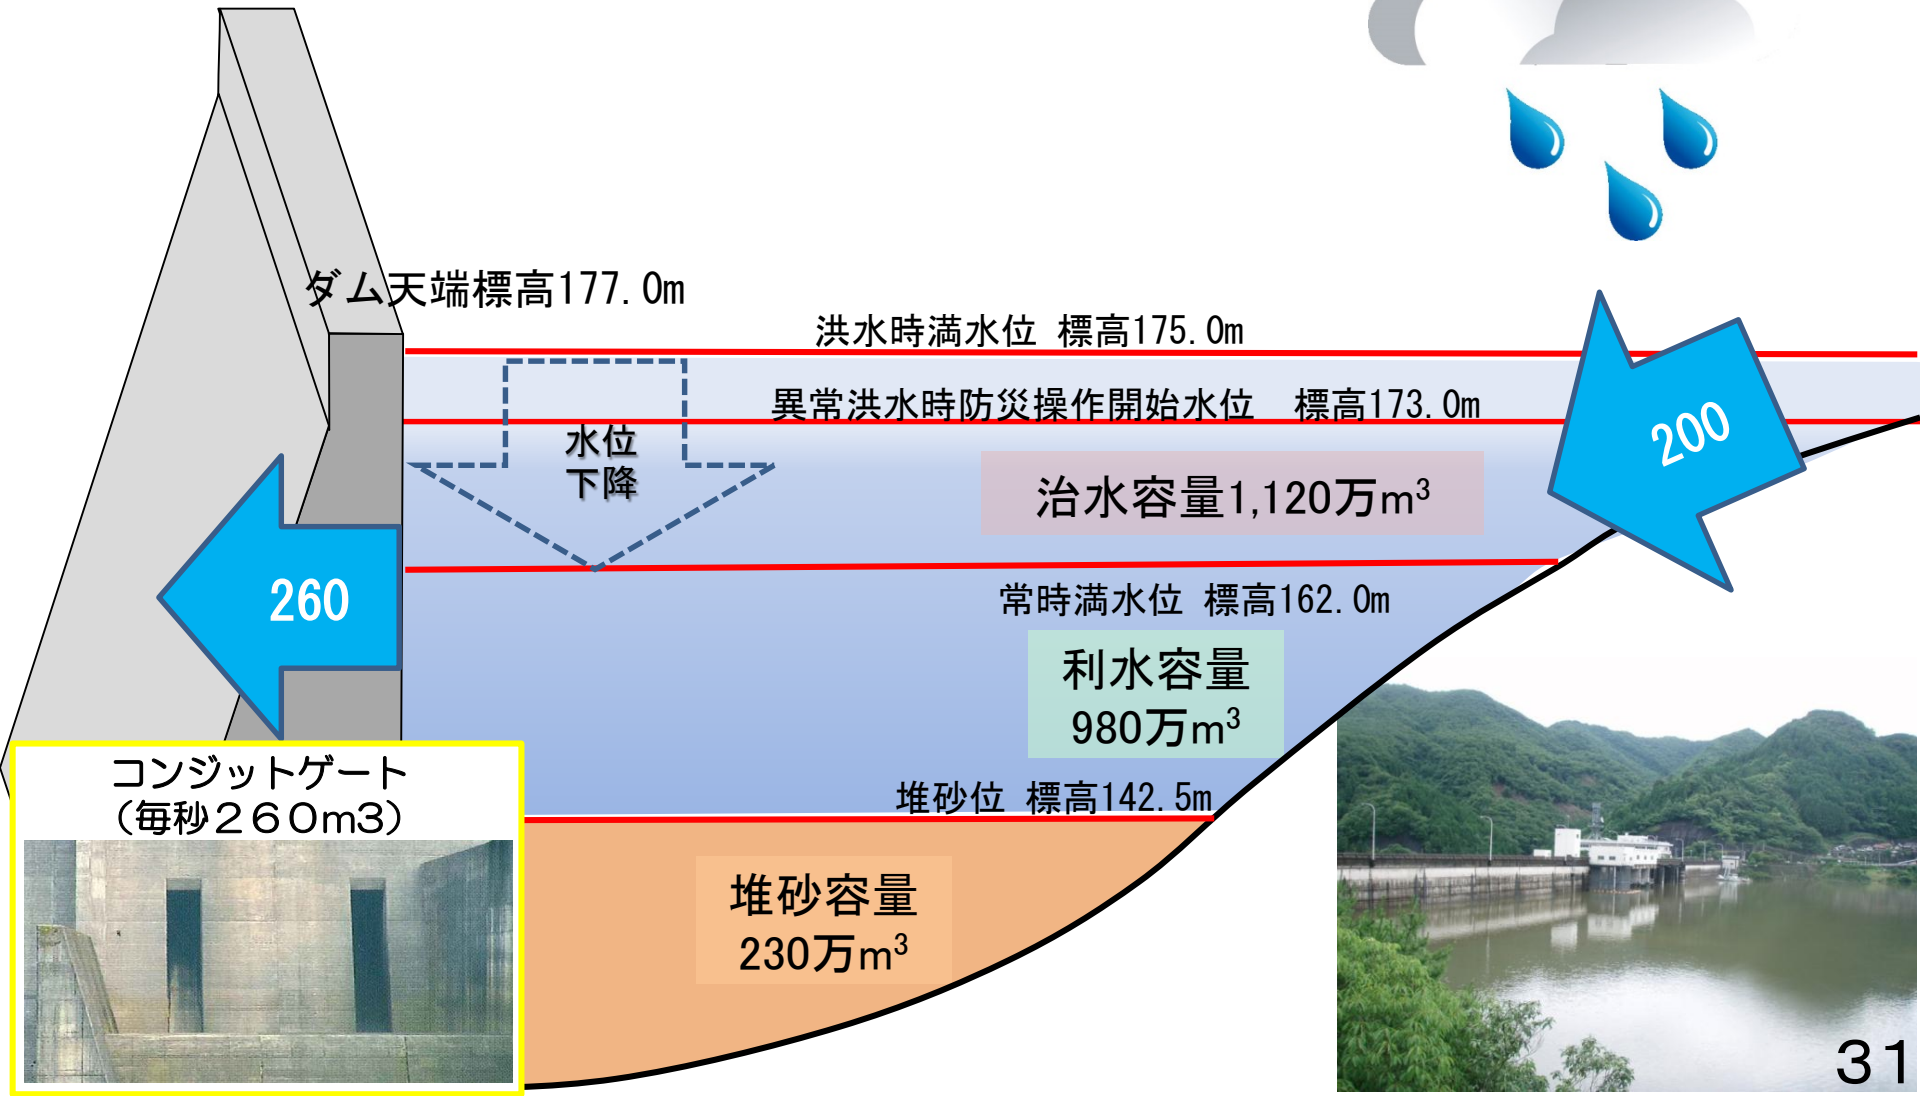 ダム天端標高177.0m
洪水時満水位 標高175.0m
異常洪水時防災操作開始水位 標高173.0m
水位
下降
200
治水容量1,120万m³
260
常時満水位 標高162.0m
利水容量
980万m³
堆砂位 標高142.5m
コンジットゲート
(毎秒260m3)
堆砂容量
230万m³
31